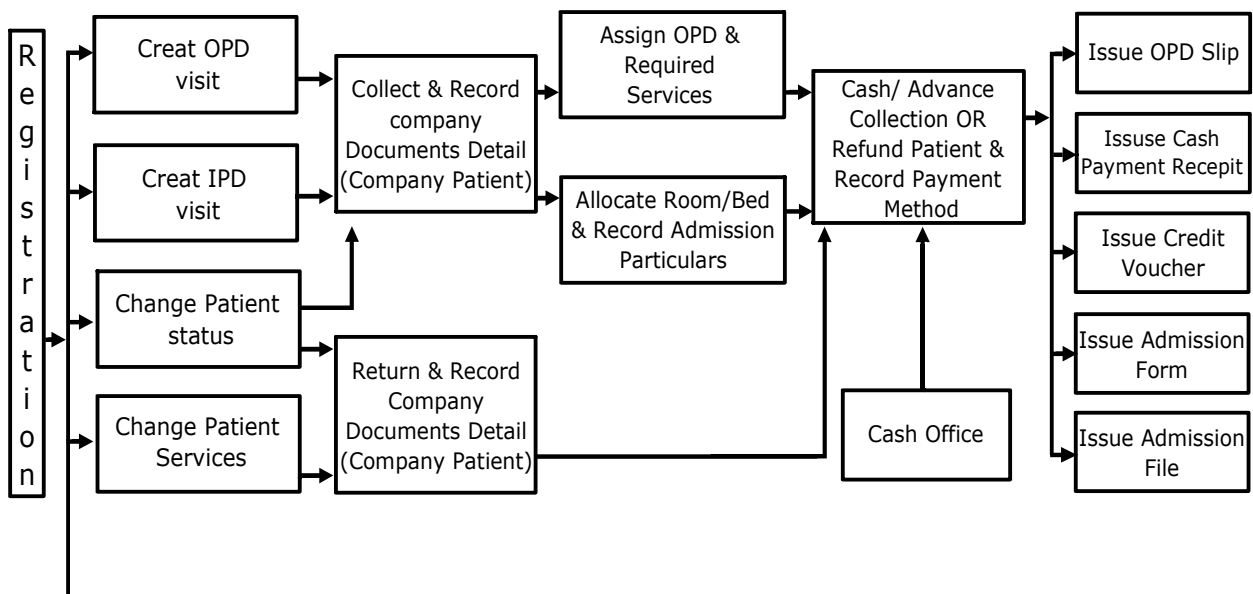 Registration
Creat OPD
visit
Creat IPD
visit
Change Patient
status
Change Patient
Services
Collect & Record
company
Documents Detail
(Company Patient)
Return & Record
Company
Documents Detail
(Company Patient)
Assign OPD &
Required
Services
Allocate Room/Bed
& Record Admission
Particulars
Cash/ Advance
Collection OR
Refund Patient &
Record Payment
Method
Cash Office
Issue OPD Slip
Issuse Cash
Payment Recepit
Issue Credit
Voucher
Issue Admission
Form
Issue Admission
File